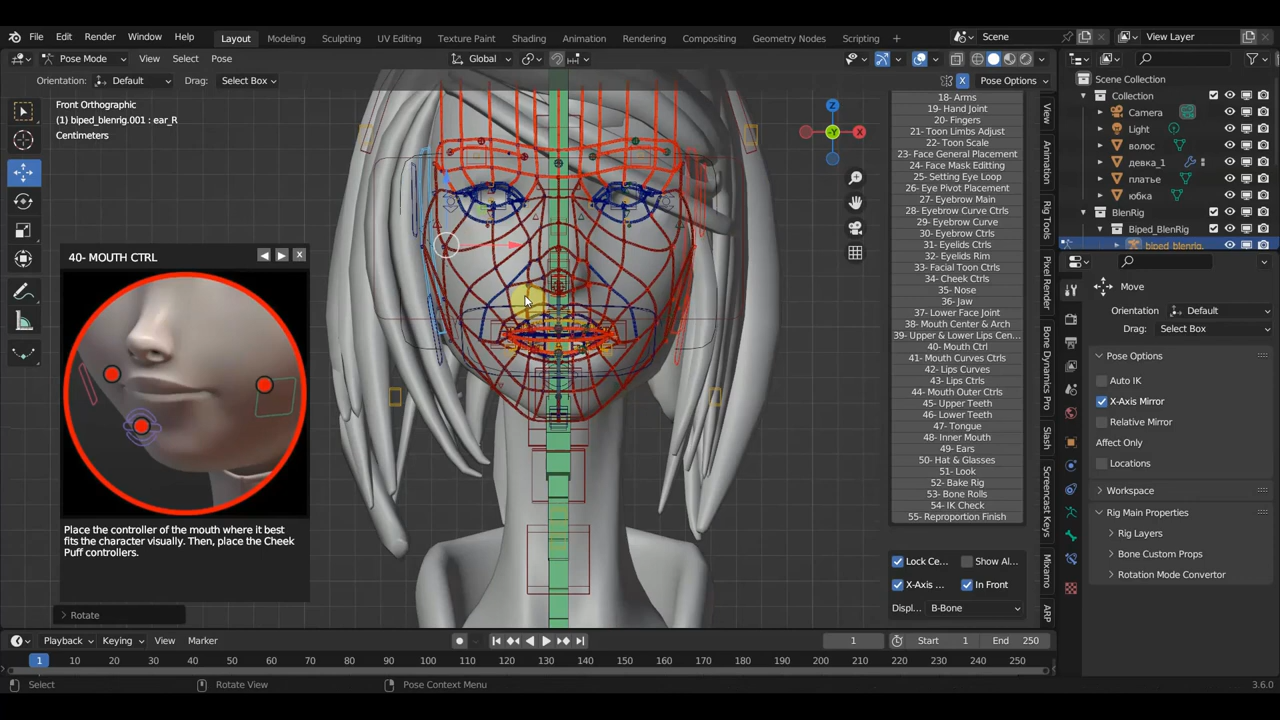 File Edit Render Window Help
Layout Modeling Sculpting UV Editing Texture Paint Shading Animation Rendering Compositing Geometry Nodes Scripting +
Scene
View Layer
Pose Mode View Select Pose
Global
Orientation: Default Drag: Select Box
X Pose Options
Front Orthographic
(1) biped_blenrig.001 : ear_R
Centimeters
Z
X
-Y
40- MOUTH CTRL
Place the controller of the mouth where it best
fits the character visually. Then, place the Cheek
Puff controllers.
Rotate
18- Arms
19- Hand Joint
20- Fingers
21- Toon Limbs Adjust
22- Toon Scale
23- Face General Placement
24- Face Mask Editing
25- Setting Eye Loop
26- Eye Pivot Placement
27- Eyebrow Main
28- Eyebrow Curve Ctrls
29- Eyebrow Curve
30- Eyebrow Ctrls
31- Eyelids Ctrls
32- Eyelids Rim
33- Facial Toon Ctrls
34- Cheek Ctrls
35- Nose
36- Jaw
37- Lower Face Joint
38- Mouth Center & Arch
39- Upper & Lower Lips Cen...
40- Mouth Ctrl
41- Mouth Curves Ctrls
42- Lips Curves
43- Lips Ctrls
44- Mouth Outer Ctrls
45- Upper Teeth
46- Lower Teeth
47- Tongue
48- Inner Mouth
49- Ears
50- Hat & Glasses
51- Look
52- Bake Rig
53- Bone Rolls
54- IK Check
55- Reproportion Finish
Lock Ce... Show Al...
X-Axis ... In Front
Displ... B-Bone
View
Animation
Rig Tools
Pixel Render
Bone Dynamics Pro
Slash
Screencast Keys
Mixamo
ARP
Scene Collection
Collection
Camera
Light
волос
девка_1
платье
юбка
BlenRig
Biped_BlenRig
biped_blenrig.
Move
Orientation Default
Drag: Select Box
Pose Options
Auto IK
X-Axis Mirror
Relative Mirror
Affect Only
Locations
Workspace
Rig Main Properties
Rig Layers
Bone Custom Props
Rotation Mode Convertor
Playback Keying View Marker
1 Start 1 End 250
1 10 20 30 40 50 60 70 80 90 100 110 120 130 140 150 160 170 180 190 200 210 220 230 240 250
Select Rotate View Pose Context Menu 3.6.0